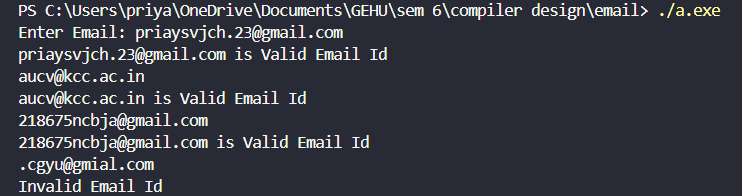 PS C:\Users\priya\OneDrive\Documents\GEHU\sem 6\compiler design\email> ./a.exe
Enter Email: priaysvjch.23@gmail.com
priaysvjch.23@gmail.com is Valid Email Id
aucv@kcc.ac.in
aucv@kcc.ac.in is Valid Email Id
218675ncbja@gmail.com
218675ncbja@gmail.com is Valid Email Id
.cgyu@gmial.com
Invalid Email Id